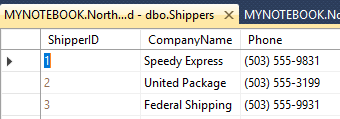 MYNOTEBOOK.North...d - dbo.Shippers MYNOTEBOOK.No
ShipperID CompanyName Phone
1 Speedy Express (503) 555-9831
2 United Package (503) 555-3199
3 Federal Shipping (503) 555-9931